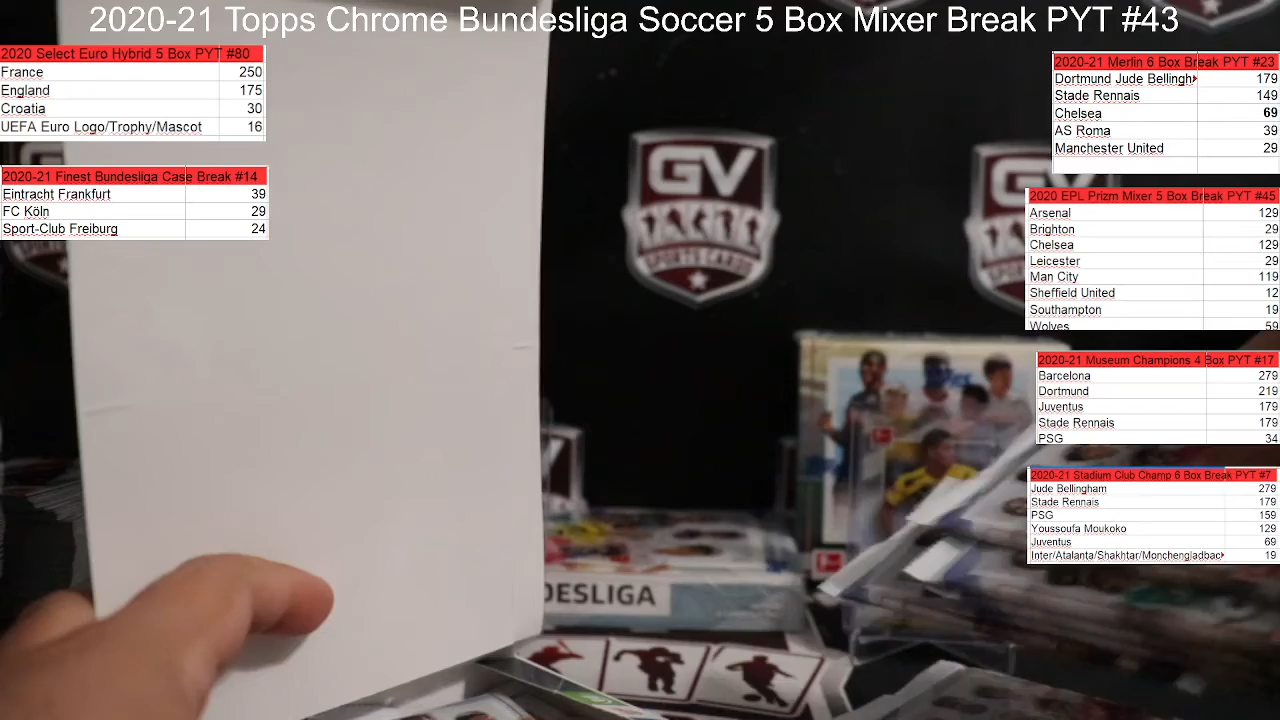 2020-21 Topps Chrome Bundesliga Soccer 5 Box Mixer Break PYT #43
2020 Select Euro Hybrid 5 Box PYT #80
France 250
England 175
Croatia 30
UEFA Euro Logo/Trophy/Mascot 16
2020-21 Finest Bundesliga Case Break #14
Eintracht Frankfurt 39
FC Köln 29
Sport-Club Freiburg 24
2020-21 Merlin 6 Box Break PYT #23
Dortmund Jude Bellingh
179
Stade Rennais 149
Chelsea 69
AS Roma 39
Manchester United 29
2020 EPL Prizm Mixer 5 Box Break PYT #45
Arsenal 129
Brighton 29
Chelsea 129
Leicester 29
Man City 119
Sheffield United 12
Southampton 19
Wolves 59
2020-21 Museum Champions 4 Box PYT #17
Barcelona 279
Dortmund 219
Juventus 179
Stade Rennais 179
PSG 34
2020-21 Stadium Club Champ 6 Box Break PYT #7
Jude Bellingham 279
Stade Rennais 179
PSG 159
Youssoufa Moukoko 129
Juventus 69
Inter/Atalanta/Shakhtar/Monchengladbach 19
GV
SPORTS CARDS
DESLIGA